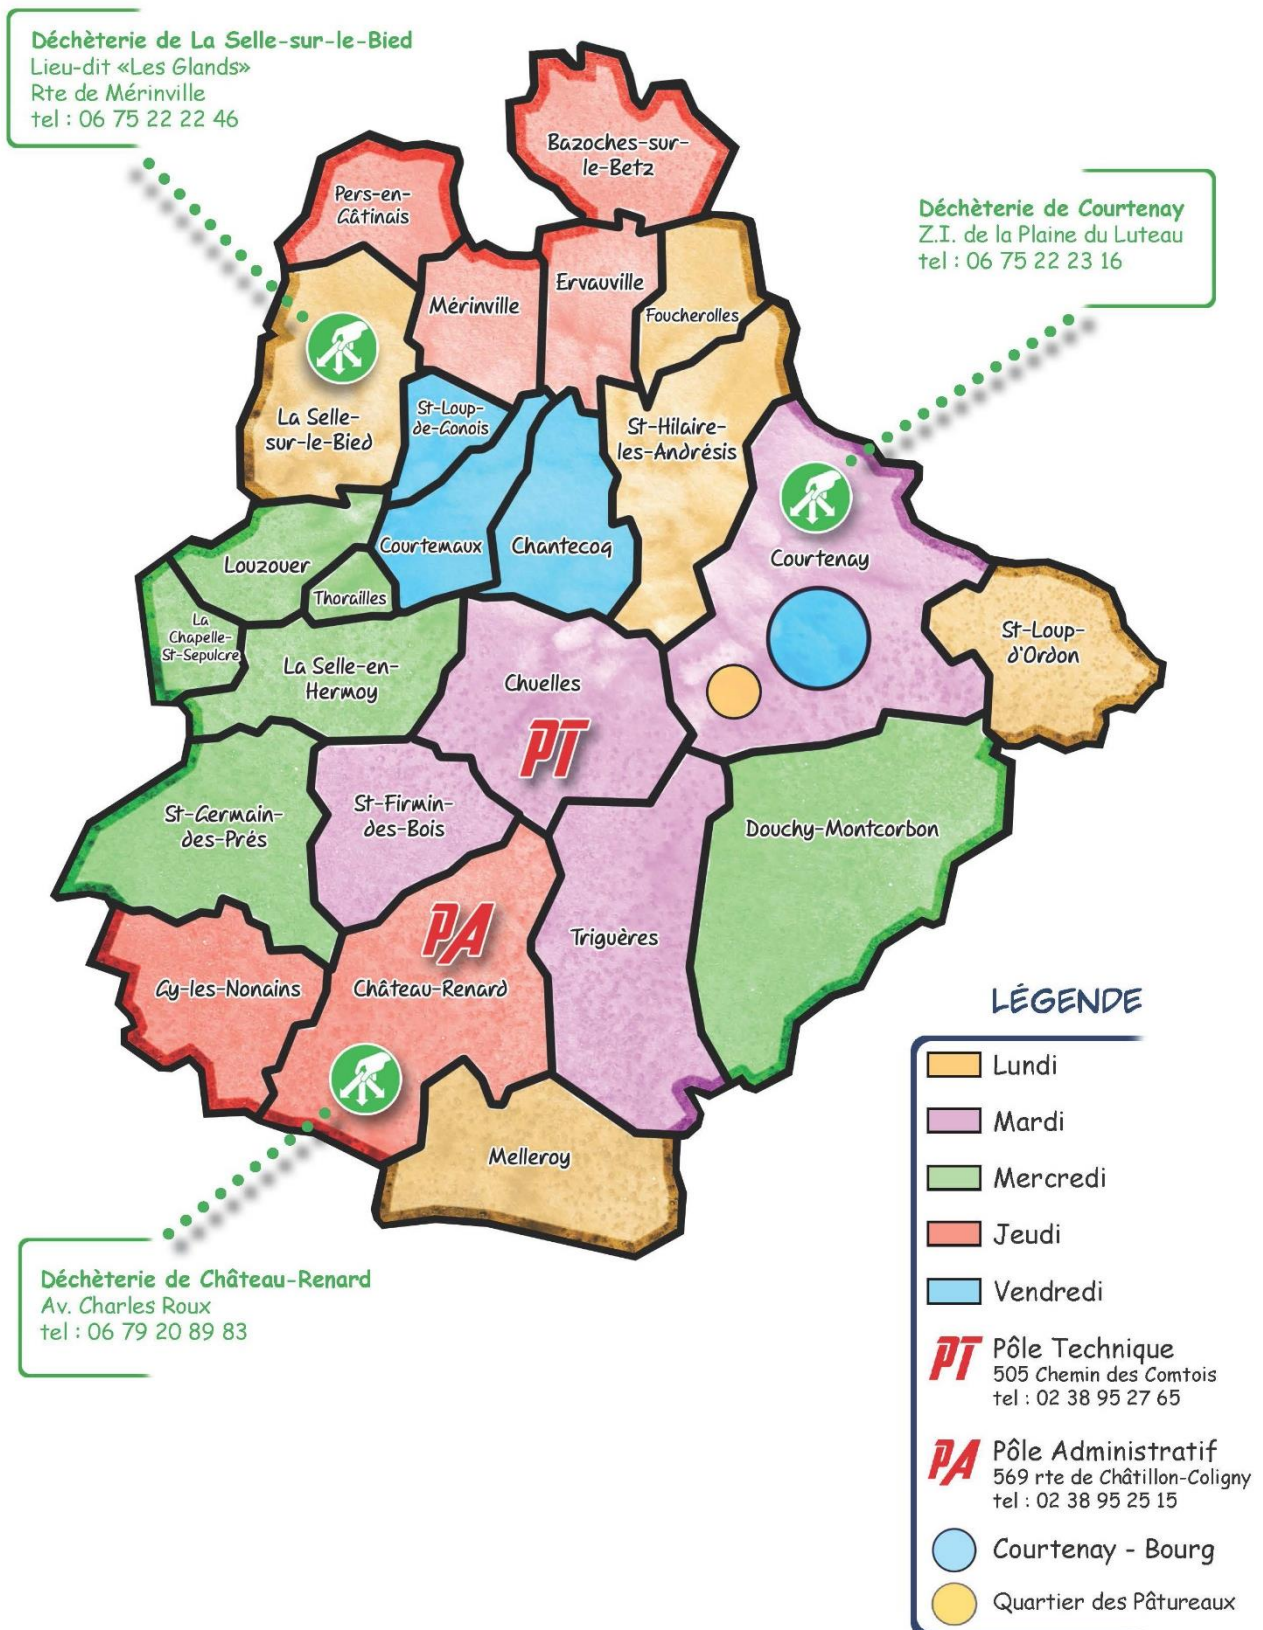 Déchèterie de La Selle-sur-le-Bied
Lieu-dit «Les Glands»
Rte de Mérinville
tel : 06 75 22 22 46
Bazoches-sur-
le-Betz
Pers-en-
Gâtinais
Déchèterie de Courtenay
Z.I. de la Plaine du Luteau
tel : 06 75 22 23 16
Mérinville
Ervauville
Foucherolles
La Selle-
sur-le-Bied
St-Loup-
de-Gonois
St-Hilaire-
les-Andrésis
Courtemaux
Chantecoq
Courtenay
Louzouer
Thorailles
La
Chapelle-
St-Sepulcre
La Selle-en-
Hermoy
Chuelles
PT
St-Loup-
d'Ordon
St-Germain-
des-Prés
St-Firmin-
des-Bois
Douchy-Montcorbon
PA
Triguères
Gy-les-Nonains
Château-Renard
Melleroy
Déchèterie de Château-Renard
Av. Charles Roux
tel : 06 79 20 89 83
LÉGENDE
Lundi
Mardi
Mercredi
Jeudi
Vendredi
PT Pôle Technique
505 Chemin des Comtois
tel : 02 38 95 27 65
PA Pôle Administratif
569 rte de Châtillon-Coligny
tel : 02 38 95 25 15
Courtenay - Bourg
Quartier des Pâtureaux